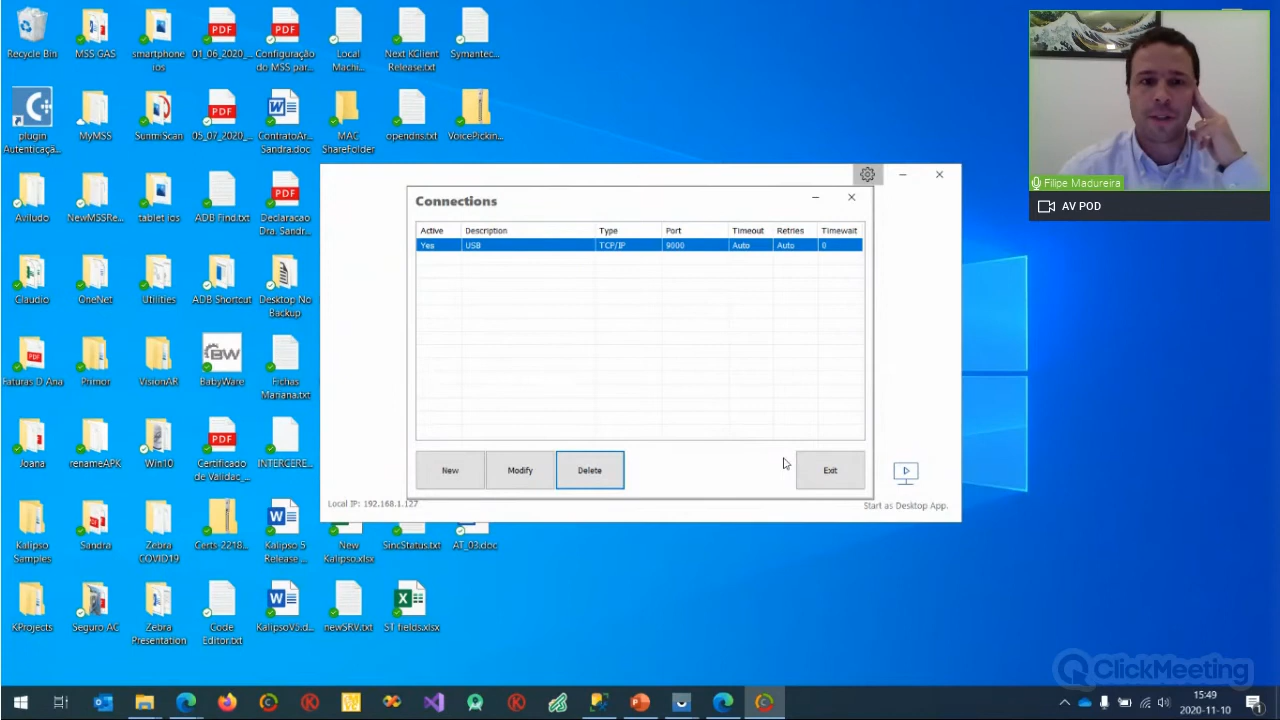 Recycle Bin
MSS GAS
smartphone
ios
01_06_2020_...
Configuração
do MSS par...
Local
Machi...
Next KClient
Release.txt
Symantec...
plugin
Autenticaçã...
MyMSS
SunmiScan
05_07_2020_...
ContratoAr...
Sandra.doc
MAC
ShareFolder
opendns.txt
VoicePickin...
Aviludo
NewMSSRe...
tablet ios
ADB Find.txt
Declaracao
Dra. Sandr...
Claudio
OneNet
Utilities
ADB Shortcut
Desktop No
Backup
Faturas D Ana
Primor
VisionAR
BabyWare
Fichas
Mariana.txt
Joana
renameAPK
Win10
Certificado
de Validac_...
INTERCERE...
Kalipso
Samples
Sandra
Zebra
COVID19
Certs 2218...
Kalipso 5
Release...
New
Kalipso.xlsx
SincStatus.txt
AT_03.doc
KProjects
Seguro AC
Zebra
Presentation
Code
Editor.txt
KalipsoV5.d...
newSRV.txt
ST fields.xlsx
Connections
Active Description Type Port Timeout Retries Timewait
Yes USB TCP/IP 9000 Auto Auto 0
New Modify Delete Exit
Local IP: 192.168.1.127
Start as Desktop App.
Filipe Madureira
AV POD
ClickMeeting
15:49
2020-11-10
1